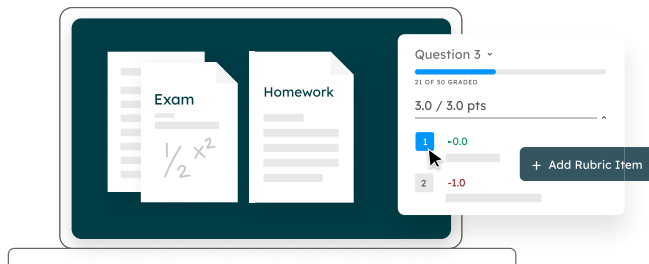 Exam
1/2 x²
Homework
Question 3
21 OF 50 GRADED
3.0 / 3.0 pts
1
-0.0
+ Add Rubric Item
2
-1.0